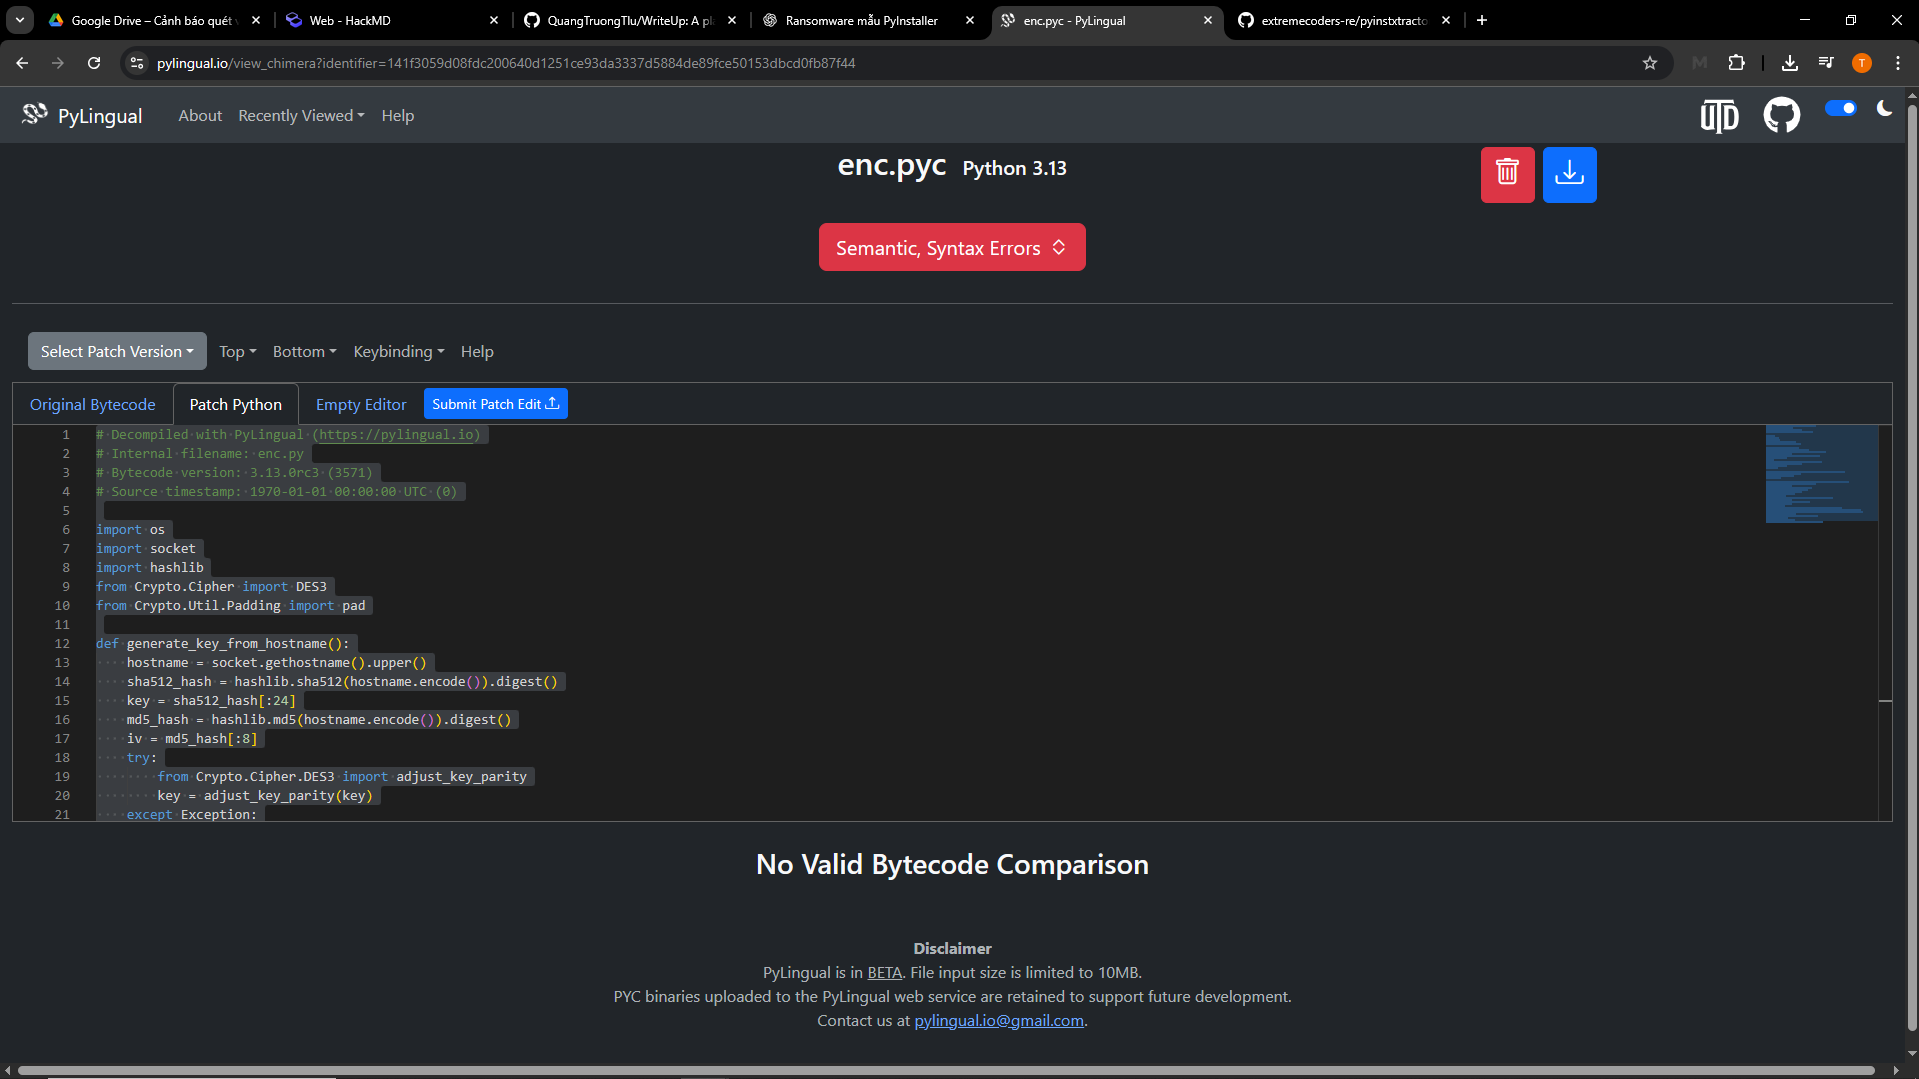 Google Drive – Cảnh báo quét v
Web - HackMD
QuangTruongTlu/WriteUp: A pl
Ransomware mẫu PyInstaller
enc.pyc - PyLingual
extremecoders-re/pyinstxtracto
pylingual.io/view_chimera?identifier=141f3059d08fdc200640d1251ce93da3337d5884de89fce50153dbcd0fb87f44
T
PyLingual
About
Recently Viewed
Help
UTD
enc.pyc Python 3.13
Semantic, Syntax Errors
Select Patch Version
Top
Bottom
Keybinding
Help
Original Bytecode
Patch Python
Empty Editor
Submit Patch Edit
1 # Decompiled with PyLingual (https://pylingual.io)
2 # Internal filename: enc.py
3 # Bytecode version: 3.13.0rc3 (3571)
4 # Source timestamp: 1970-01-01 00:00:00 UTC (0)
5
6 import os
7 import socket
8 import hashlib
9 from Crypto.Cipher import DES3
10 from Crypto.Util.Padding import pad
11
12 def generate_key_from_hostname():
13     hostname = socket.gethostname().upper()
14     sha512_hash = hashlib.sha512(hostname.encode()).digest()
15     key = sha512_hash[:24]
16     md5_hash = hashlib.md5(hostname.encode()).digest()
17     iv = md5_hash[:8]
18     try:
19         from Crypto.Cipher.DES3 import adjust_key_parity
20         key = adjust_key_parity(key)
21     except Exception:
No Valid Bytecode Comparison
Disclaimer
PyLingual is in BETA. File input size is limited to 10MB.
PYC binaries uploaded to the PyLingual web service are retained to support future development.
Contact us at pylingual.io@gmail.com.